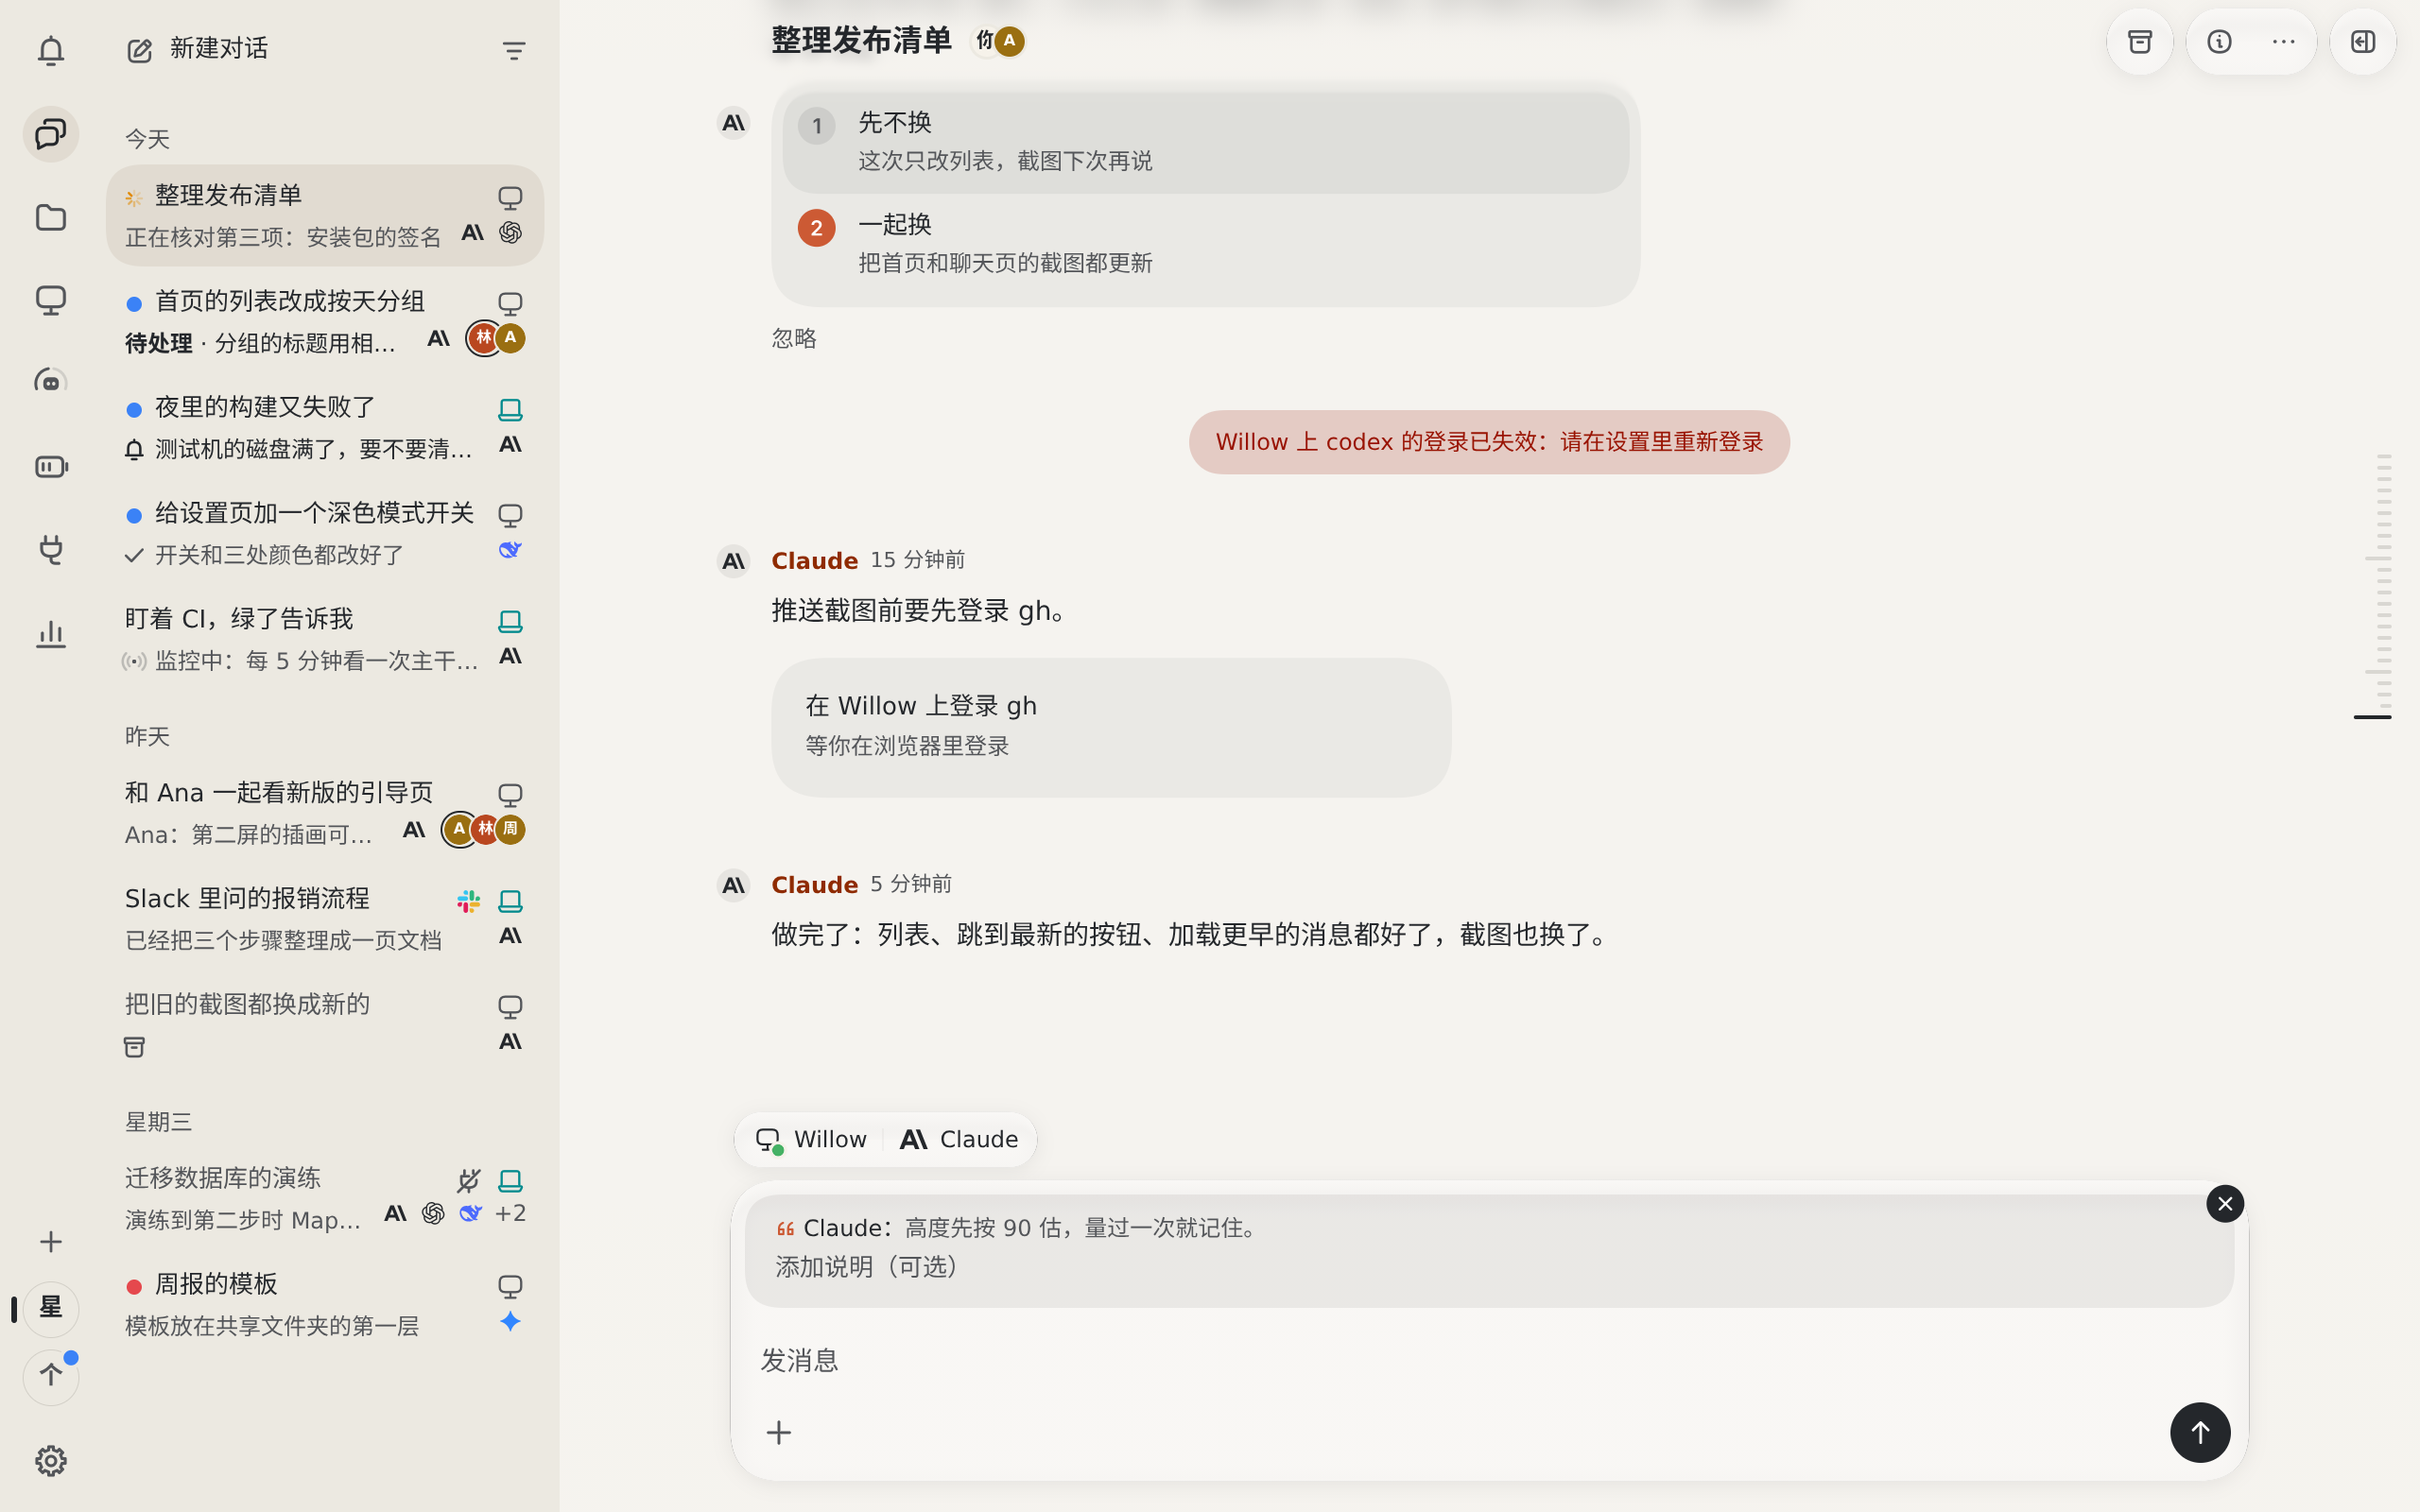 新建对话
今天
整理发布清单
正在核对第三项：安装包的签名
首页的列表改成按天分组
待处理 · 分组的标题用相…
林 A
夜里的构建又失败了
测试机的磁盘满了，要不要清…
给设置页加一个深色模式开关
开关和三处颜色都改好了
盯着 CI，绿了告诉我
监控中：每 5 分钟看一次主干…
昨天
和 Ana 一起看新版的引导页
Ana：第二屏的插画可…
A 林 周
Slack 里问的报销流程
已经把三个步骤整理成一页文档
把旧的截图都换成新的
星期三
迁移数据库的演练
演练到第二步时 Map…
+2
周报的模板
模板放在共享文件夹的第一层
星
个
整理发布清单
你 A
1 先不换
这次只改列表，截图下次再说
2 一起换
把首页和聊天页的截图都更新
忽略
Willow 上 codex 的登录已失效：请在设置里重新登录
Claude 15 分钟前
推送截图前要先登录 gh。
在 Willow 上登录 gh
等你在浏览器里登录
Claude 5 分钟前
做完了：列表、跳到最新的按钮、加载更早的消息都好了，截图也换了。
Willow Claude
Claude：高度先按 90 估，量过一次就记住。
添加说明（可选）
发消息